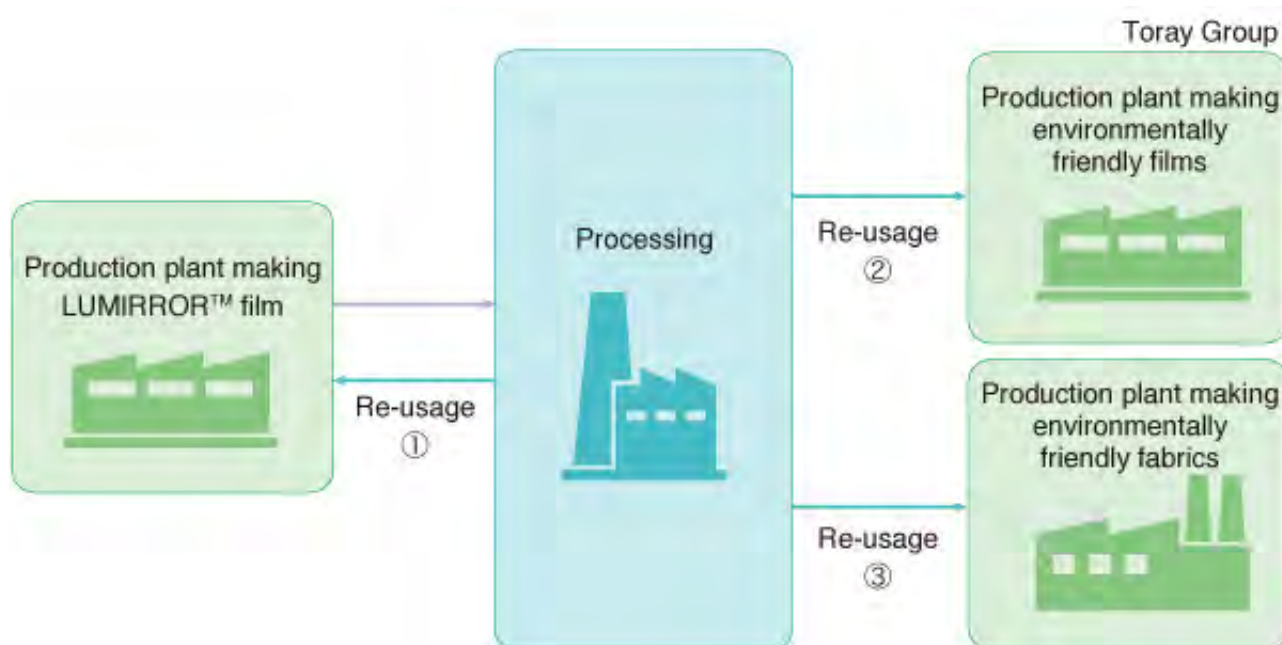 Toray Group
Production plant making
LUMIRROR™ film
Re-usage
①
Processing
Re-usage
②
Re-usage
③
Production plant making
environmentally
friendly films
Production plant making
environmentally
friendly fabrics